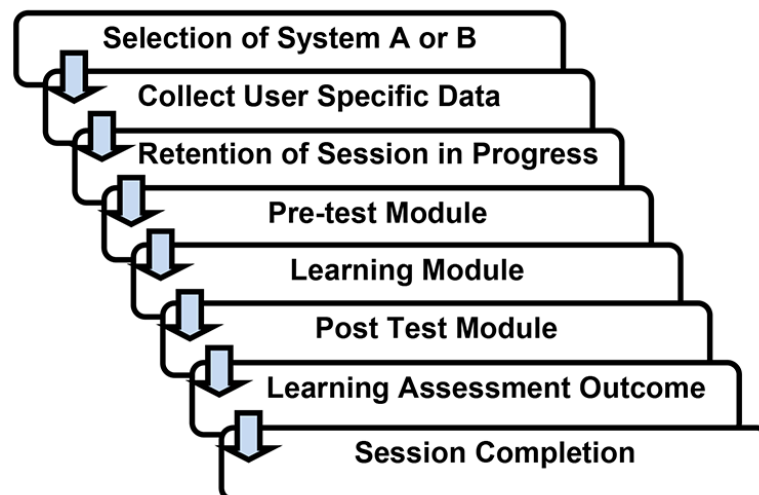 Selection of System A or B
Collect User Specific Data
Retention of Session in Progress
Pre-test Module
Learning Module
Post Test Module
Learning Assessment Outcome
Session Completion